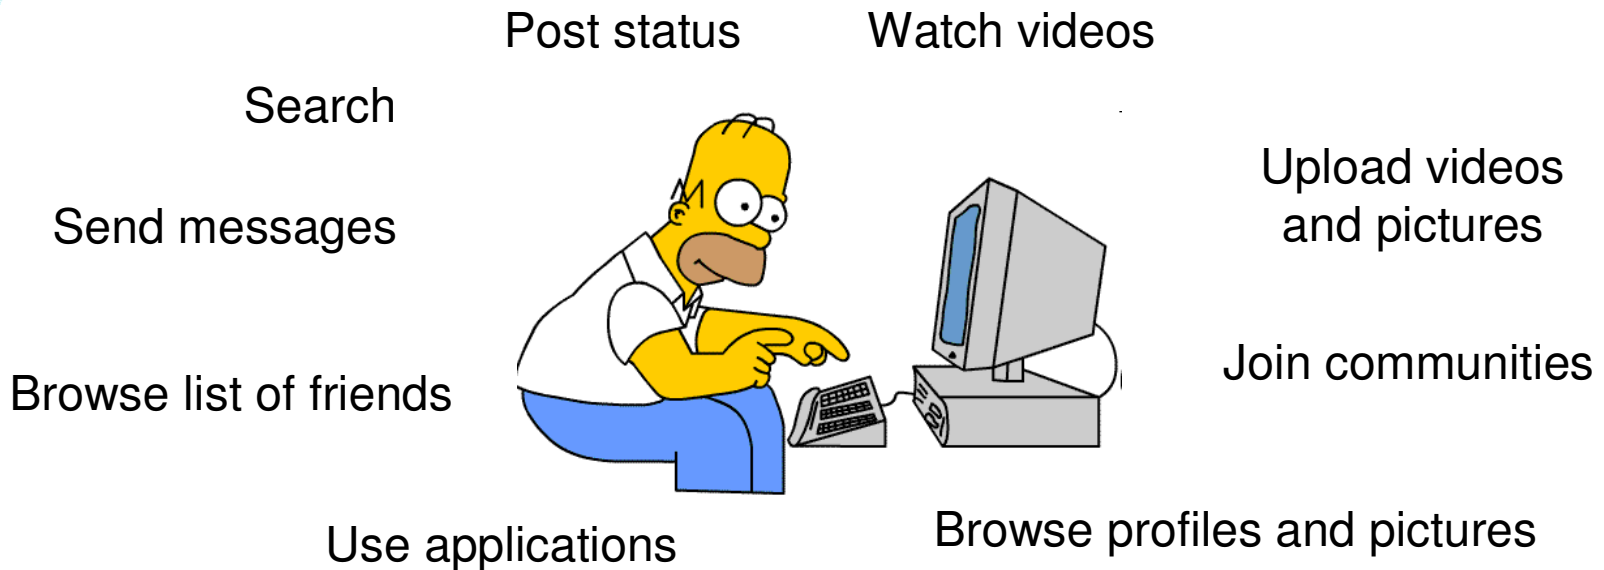 Post status
Watch videos
Search
Upload videos
and pictures
Send messages
Join communities
Browse list of friends
Browse profiles and pictures
Use applications